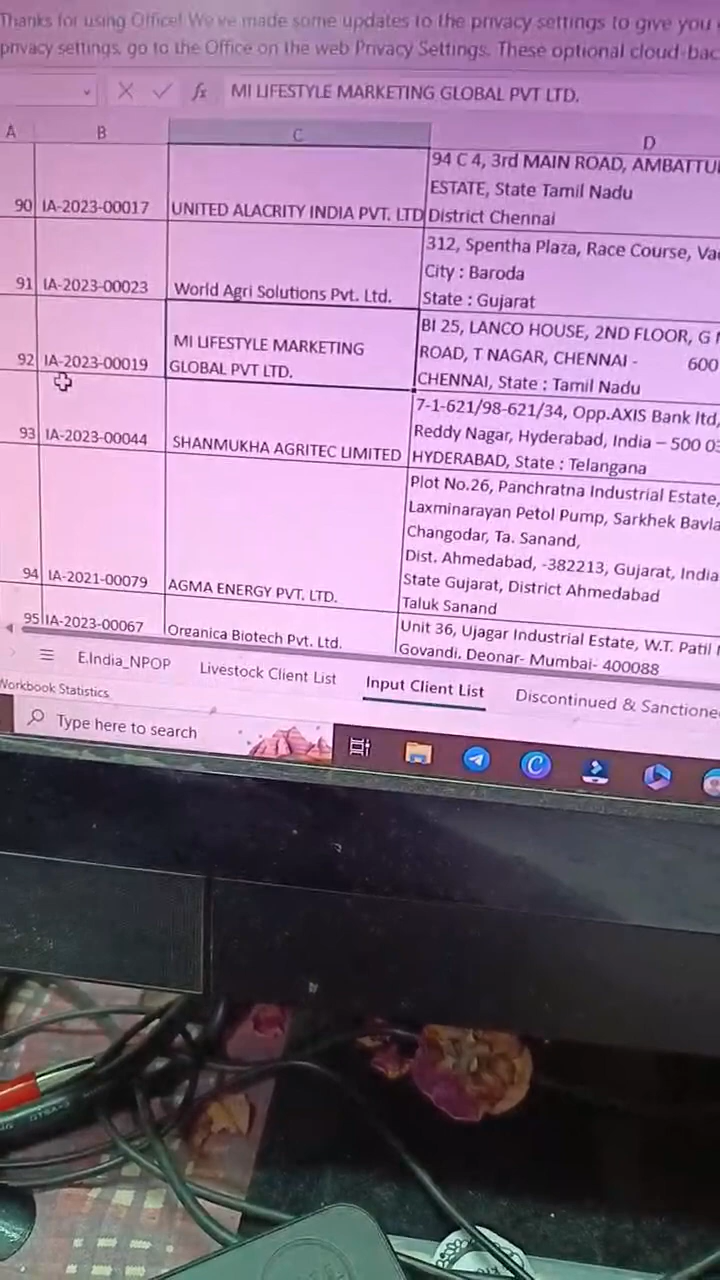 Thanks for using Office! We've made some updates to the privacy settings to give you
privacy settings, go to the Office on the web Privacy Settings. These optional cloud-bac
fx MI LIFESTYLE MARKETING GLOBAL PVT LTD.
A B C D
94 C 4, 3rd MAIN ROAD, AMBATTU
ESTATE, State Tamil Nadu
90 IA-2023-00017 UNITED ALACRITY INDIA PVT. LTD District Chennai
312, Spentha Plaza, Race Course, Va
City : Baroda
91 IA-2023-00023 World Agri Solutions Pvt. Ltd. State : Gujarat
BI 25, LANCO HOUSE, 2ND FLOOR, G
MI LIFESTYLE MARKETING ROAD, T NAGAR, CHENNAI - 600
92 IA-2023-00019 GLOBAL PVT LTD. CHENNAI, State : Tamil Nadu
7-1-621/98-621/34, Opp.AXIS Bank ltd,
Reddy Nagar, Hyderabad, India – 500 03
93 IA-2023-00044 SHANMUKHA AGRITEC LIMITED HYDERABAD, State : Telangana
Plot No.26, Panchratna Industrial Estate,
Laxminarayan Petol Pump, Sarkhek Bavla
Changodar, Ta. Sanand,
Dist. Ahmedabad, -382213, Gujarat, India
State Gujarat, District Ahmedabad
94 IA-2021-00079 AGMA ENERGY PVT. LTD. Taluk Sanand
Unit 36, Ujagar Industrial Estate, W.T. Patil
95 IA-2023-00067 Organica Biotech Pvt. Ltd. Govandi. Deonar- Mumbai- 400088
E.India_NPOP Livestock Client List Input Client List Discontinued & Sanctione
Workbook Statistics
Type here to search